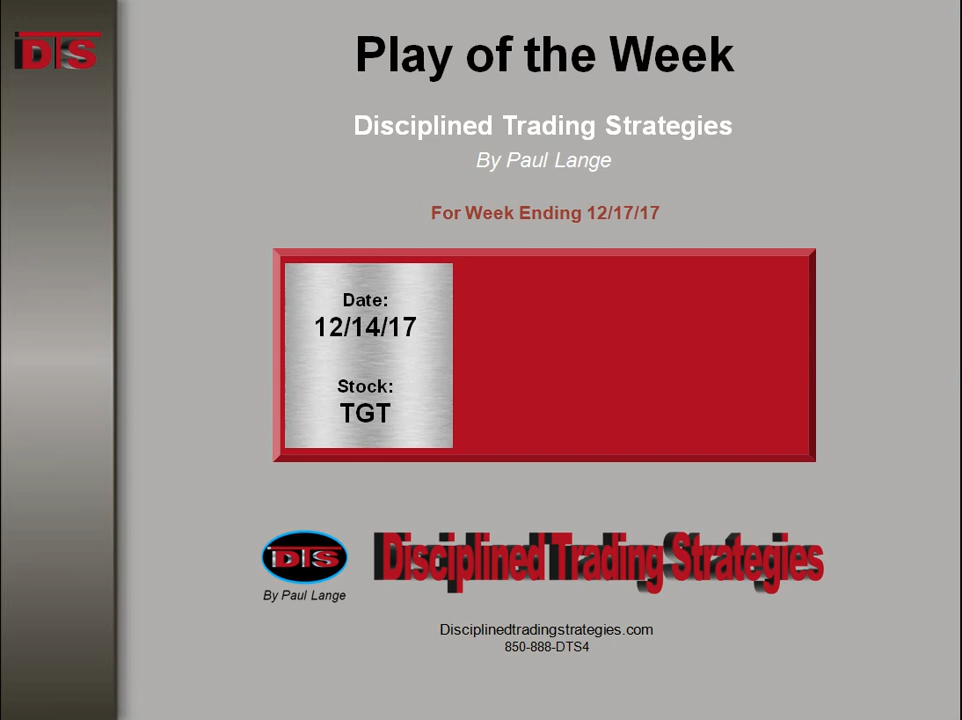 DTS
Play of the Week
Disciplined Trading Strategies
By Paul Lange
For Week Ending 12/17/17
Date:
12/14/17
Stock:
TGT
DTS
Disciplined Trading Strategies
By Paul Lange
Disciplinedtradingstrategies.com
850-888-DTS4